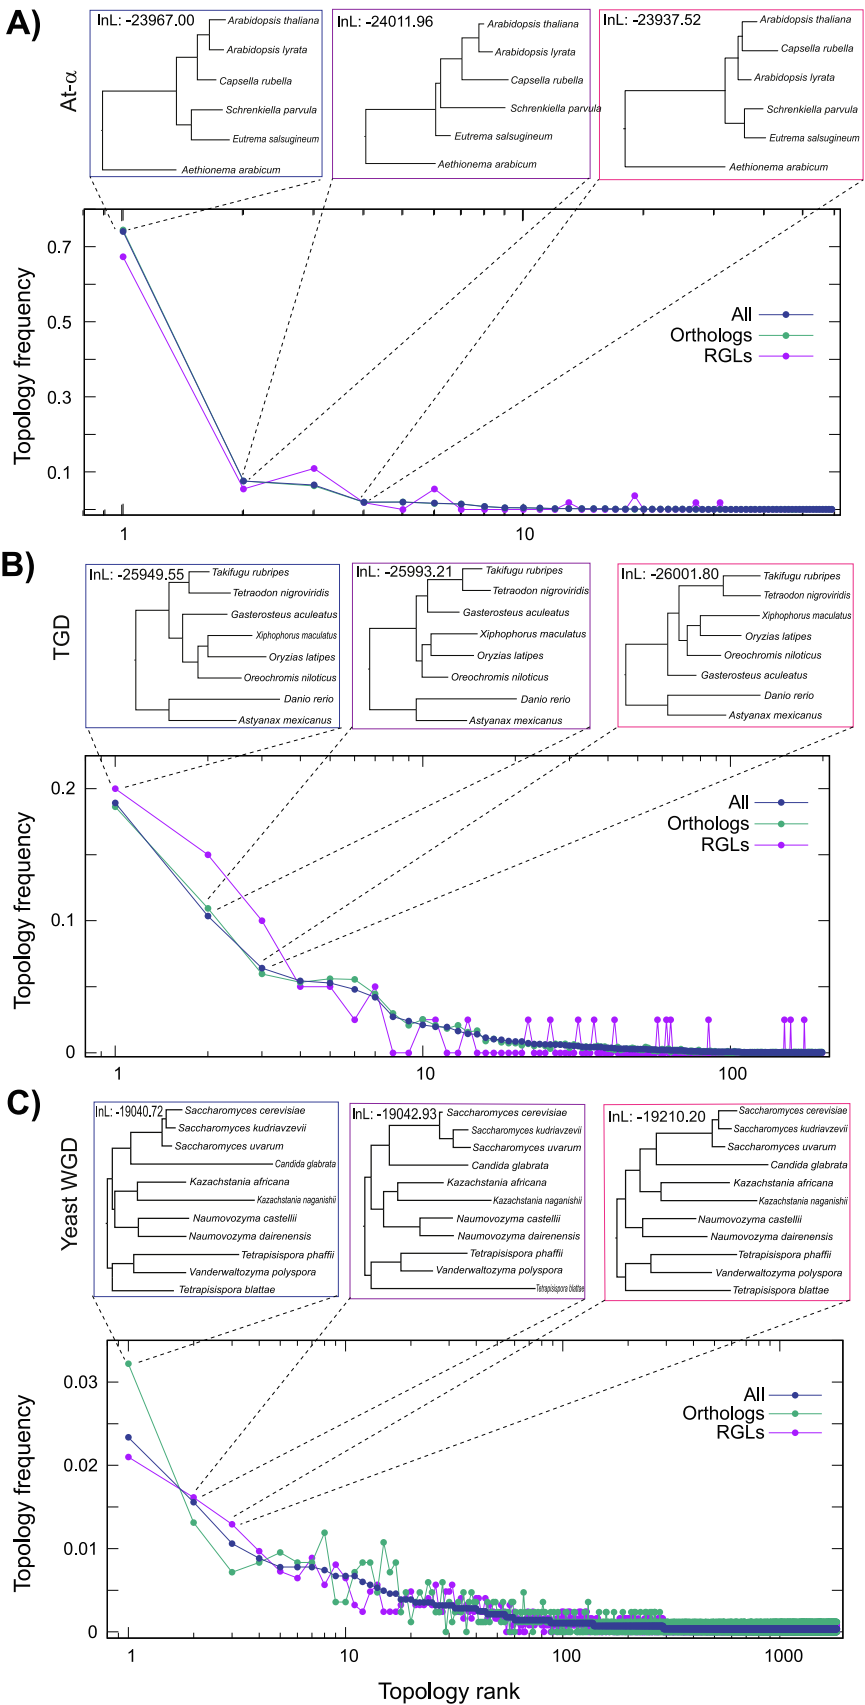 A)
At-α
lnL: -23967.00
Arabidopsis thaliana
Arabidopsis lyrata
Capsella rubella
Schrenkiella parvula
Eutrema salsugineum
Aethionema arabicum
lnL: -24011.96
Arabidopsis thaliana
Arabidopsis lyrata
Capsella rubella
Schrenkiella parvula
Eutrema salsugineum
Aethionema arabicum
lnL: -23937.52
Arabidopsis thaliana
Capsella rubella
Arabidopsis lyrata
Schrenkiella parvula
Eutrema salsugineum
Aethionema arabicum
Topology frequency
0.7
0.5
0.3
0.1
All
Orthologs
RGLs
1
10
B)
TGD
lnL: -25949.55
Takifugu rubripes
Tetraodon nigroviridis
Gasterosteus aculeatus
Xiphophorus maculatus
Oryzias latipes
Oreochromis niloticus
Danio rerio
Astyanax mexicanus
lnL: -25993.21
Takifugu rubripes
Tetraodon nigroviridis
Gasterosteus aculeatus
Xiphophorus maculatus
Oryzias latipes
Oreochromis niloticus
Danio rerio
Astyanax mexicanus
lnL: -26001.80
Takifugu rubripes
Tetraodon nigroviridis
Xiphophorus maculatus
Oryzias latipes
Oreochromis niloticus
Gasterosteus aculeatus
Danio rerio
Astyanax mexicanus
Topology frequency
0.2
0.1
0
All
Orthologs
RGLs
1
10
100
C)
Yeast WGD
lnL: -19040.72
Saccharomyces cerevisiae
Saccharomyces kudriavzevii
Saccharomyces uvarum
Candida glabrata
Kazachstania africana
Kazachstania naganishii
Naumovozyma castellii
Naumovozyma dairenensis
Tetrapisispora phaffii
Vanderwaltozyma polyspora
Tetrapisispora blattae
lnL: -19042.93
Saccharomyces cerevisiae
Saccharomyces kudriavzevii
Saccharomyces uvarum
Candida glabrata
Kazachstania africana
Kazachstania naganishii
Naumovozyma castellii
Naumovozyma dairenensis
Tetrapisispora phaffii
Vanderwaltozyma polyspora
Tetrapisispora blattae
lnL: -19210.20
Saccharomyces cerevisiae
Saccharomyces kudriavzevii
Saccharomyces uvarum
Candida glabrata
Kazachstania africana
Kazachstania naganishii
Naumovozyma castellii
Naumovozyma dairenensis
Tetrapisispora phaffii
Vanderwaltozyma polyspora
Tetrapisispora blattae
Topology frequency
0.03
0.02
0.01
0
All
Orthologs
RGLs
1
10
100
1000
Topology rank